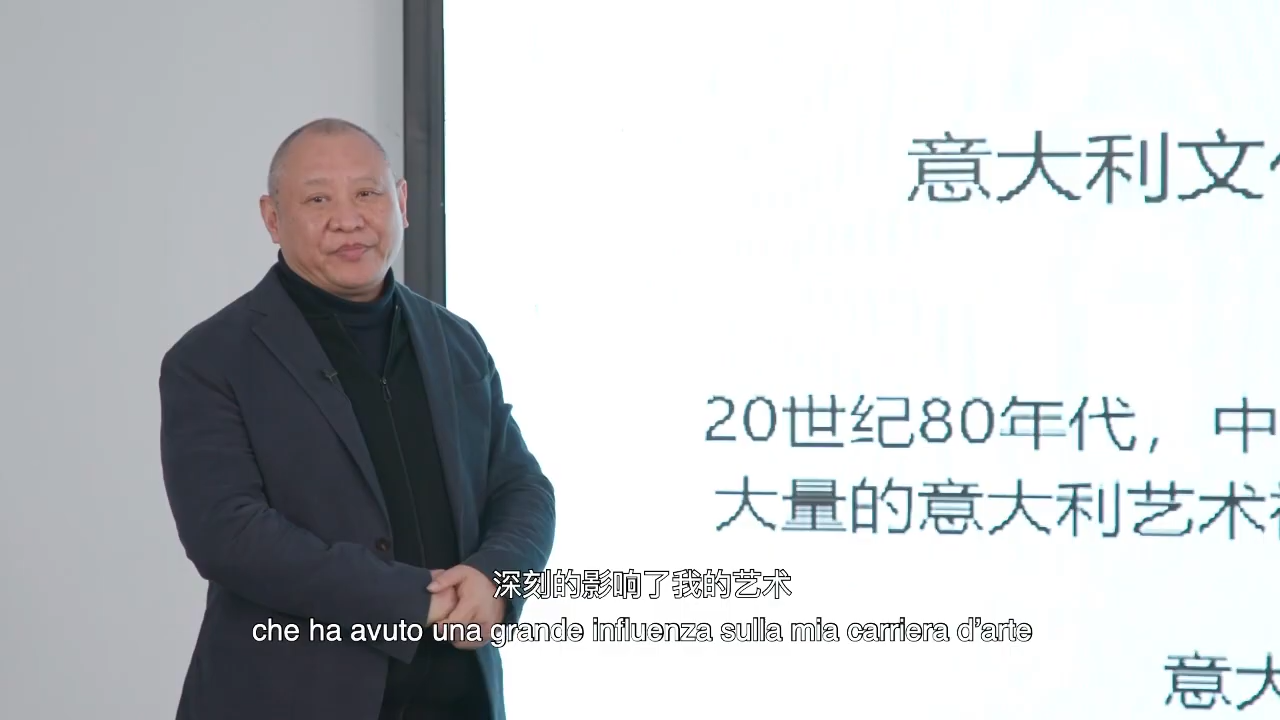 意大利文
20世纪80年代，中
大量的意大利艺术
深刻的影响了我的艺术
che ha avuto una grande influenza sulla mia carriera d'arte
意大